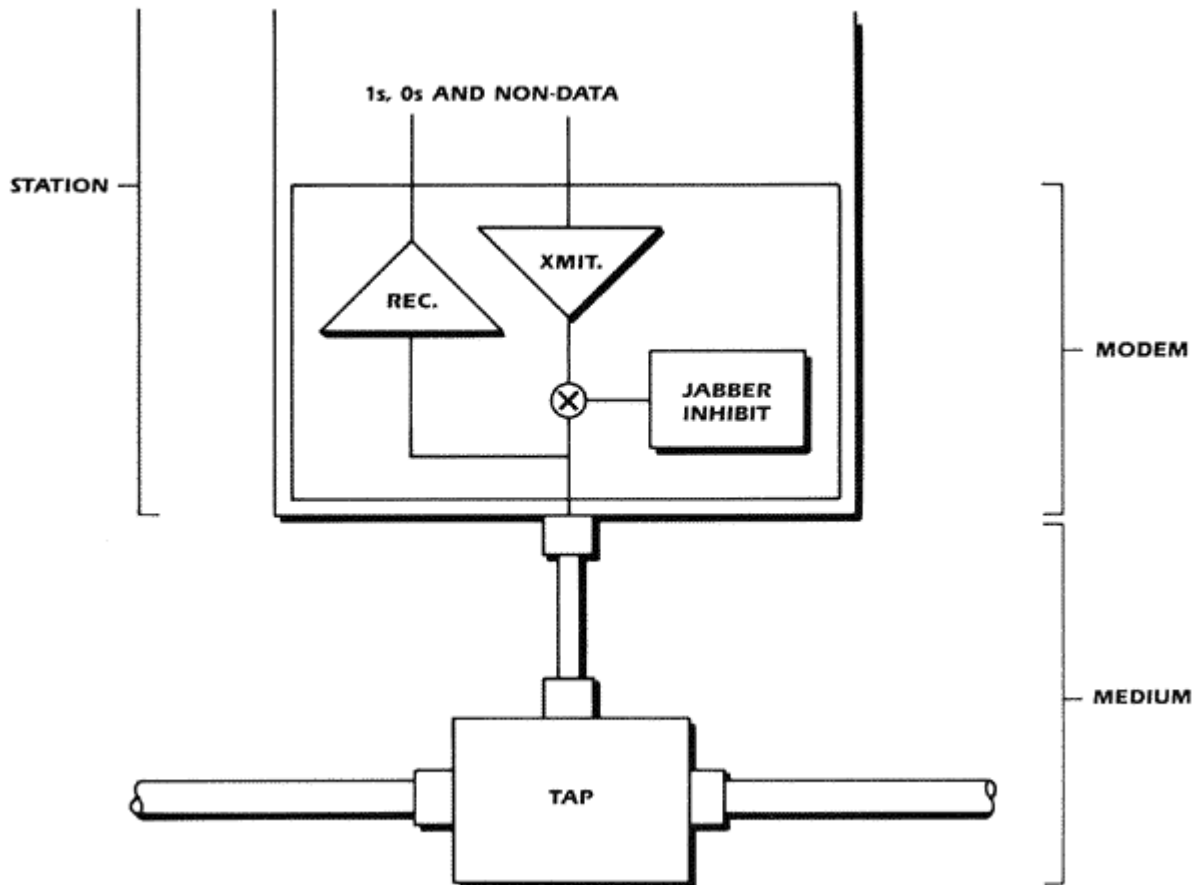 1s, 0s AND NON-DATA
STATION
XMIT.
REC.
MODEM
JABBER
INHIBIT
MEDIUM
TAP